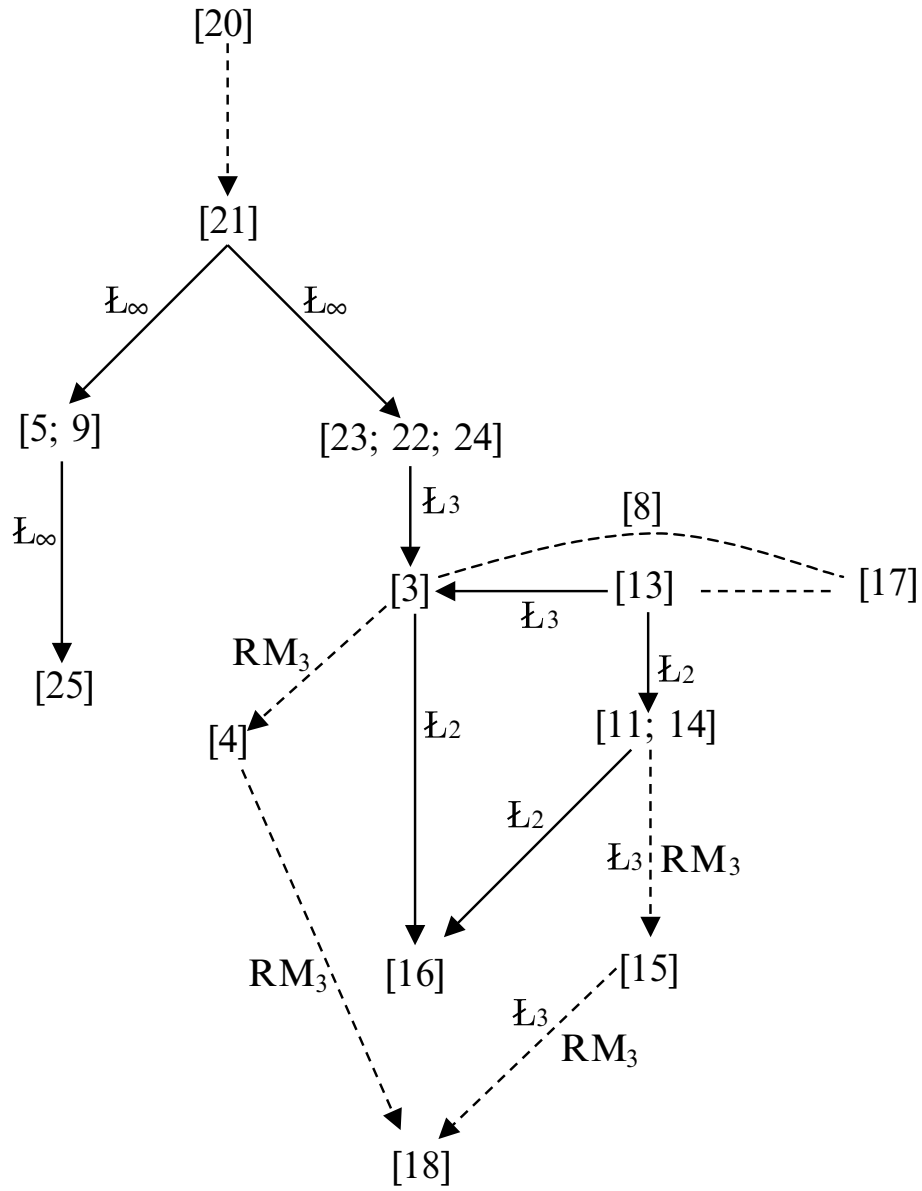 [20]
[21]
Ł∞ Ł∞
[5; 9] [23; 22; 24]
Ł3
[8]
Ł∞
[3] [13] [17]
Ł3
RM3
Ł2
[25]
Ł2 [11; 14]
[4]
Ł2
Ł3 RM3
RM3 [16] [15]
Ł3
RM3
[18]